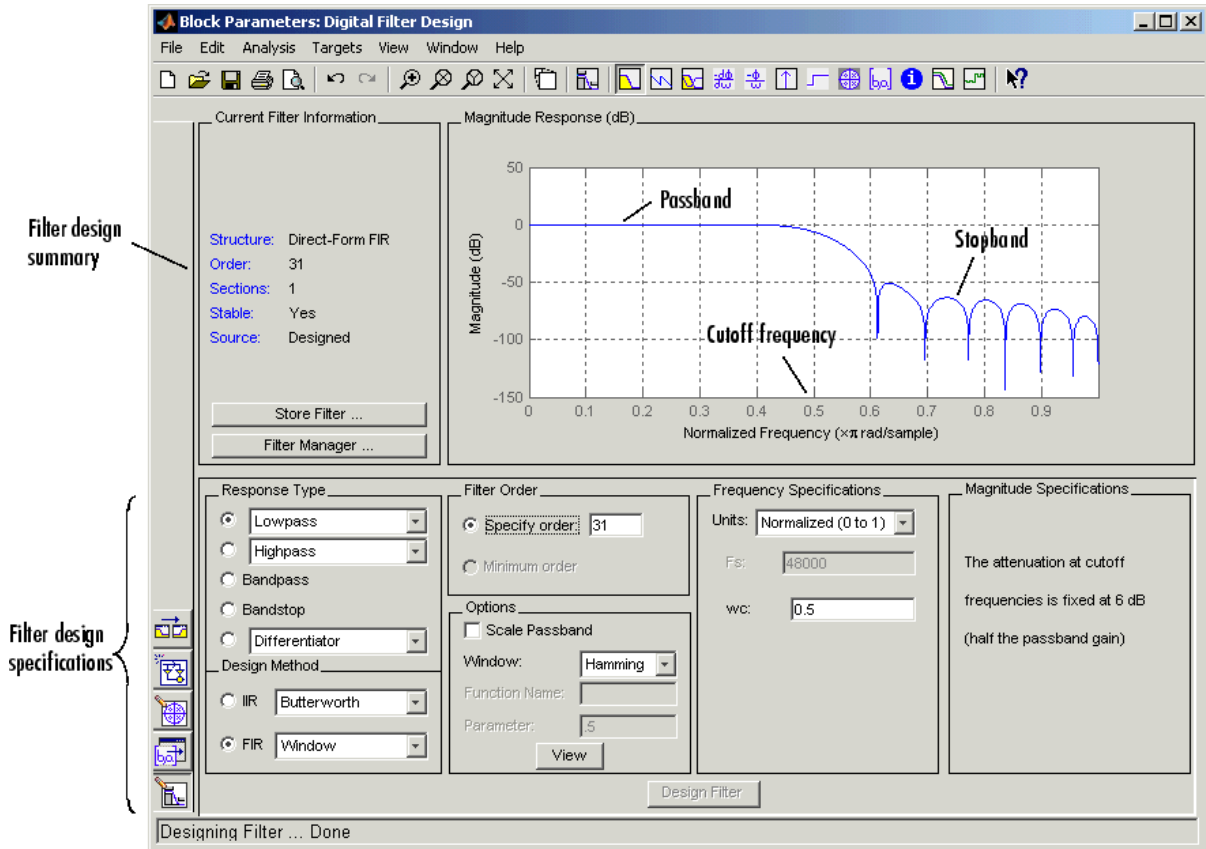 Block Parameters: Digital Filter Design
File Edit Analysis Targets View Window Help
Current Filter Information
Structure: Direct-Form FIR
Order: 31
Sections: 1
Stable: Yes
Source: Designed
Store Filter ...
Filter Manager ...
Filter design
summary
Magnitude Response (dB)
50
0
-50
-100
-150
Magnitude (dB)
Passband
Stopband
Cutoff frequency
0 0.1 0.2 0.3 0.4 0.5 0.6 0.7 0.8 0.9
Normalized Frequency (×π rad/sample)
Filter design
specifications
Response Type
Lowpass
Highpass
Bandpass
Bandstop
Differentiator
Design Method
IIR Butterworth
FIR Window
Filter Order
Specify order: 31
Minimum order
Options
Scale Passband
Window: Hamming
Function Name:
Parameter: .5
View
Frequency Specifications
Units: Normalized (0 to 1)
Fs: 48000
wc: 0.5
Magnitude Specifications
The attenuation at cutoff
frequencies is fixed at 6 dB
(half the passband gain)
Design Filter
Designing Filter ... Done